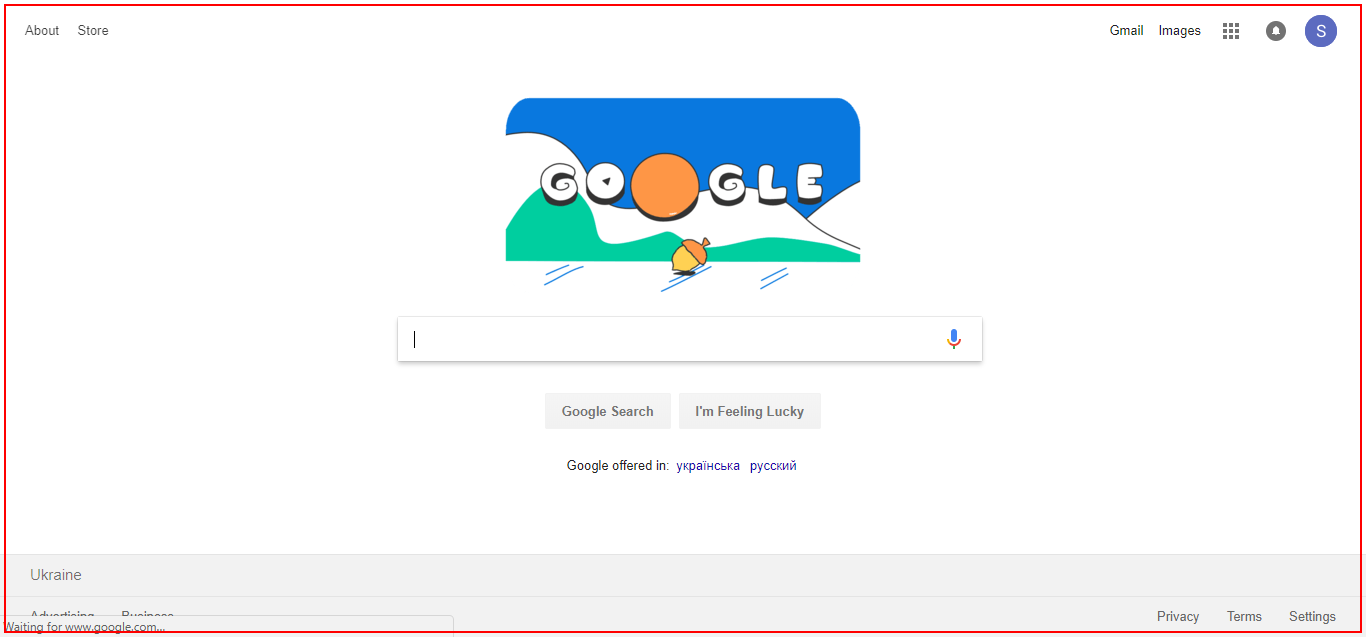 About Store
Gmail Images S
GOOGLE
Google Search I'm Feeling Lucky
Google offered in: українська русский
Ukraine
Advertising Business
Privacy Terms Settings
Waiting for www.google.com...